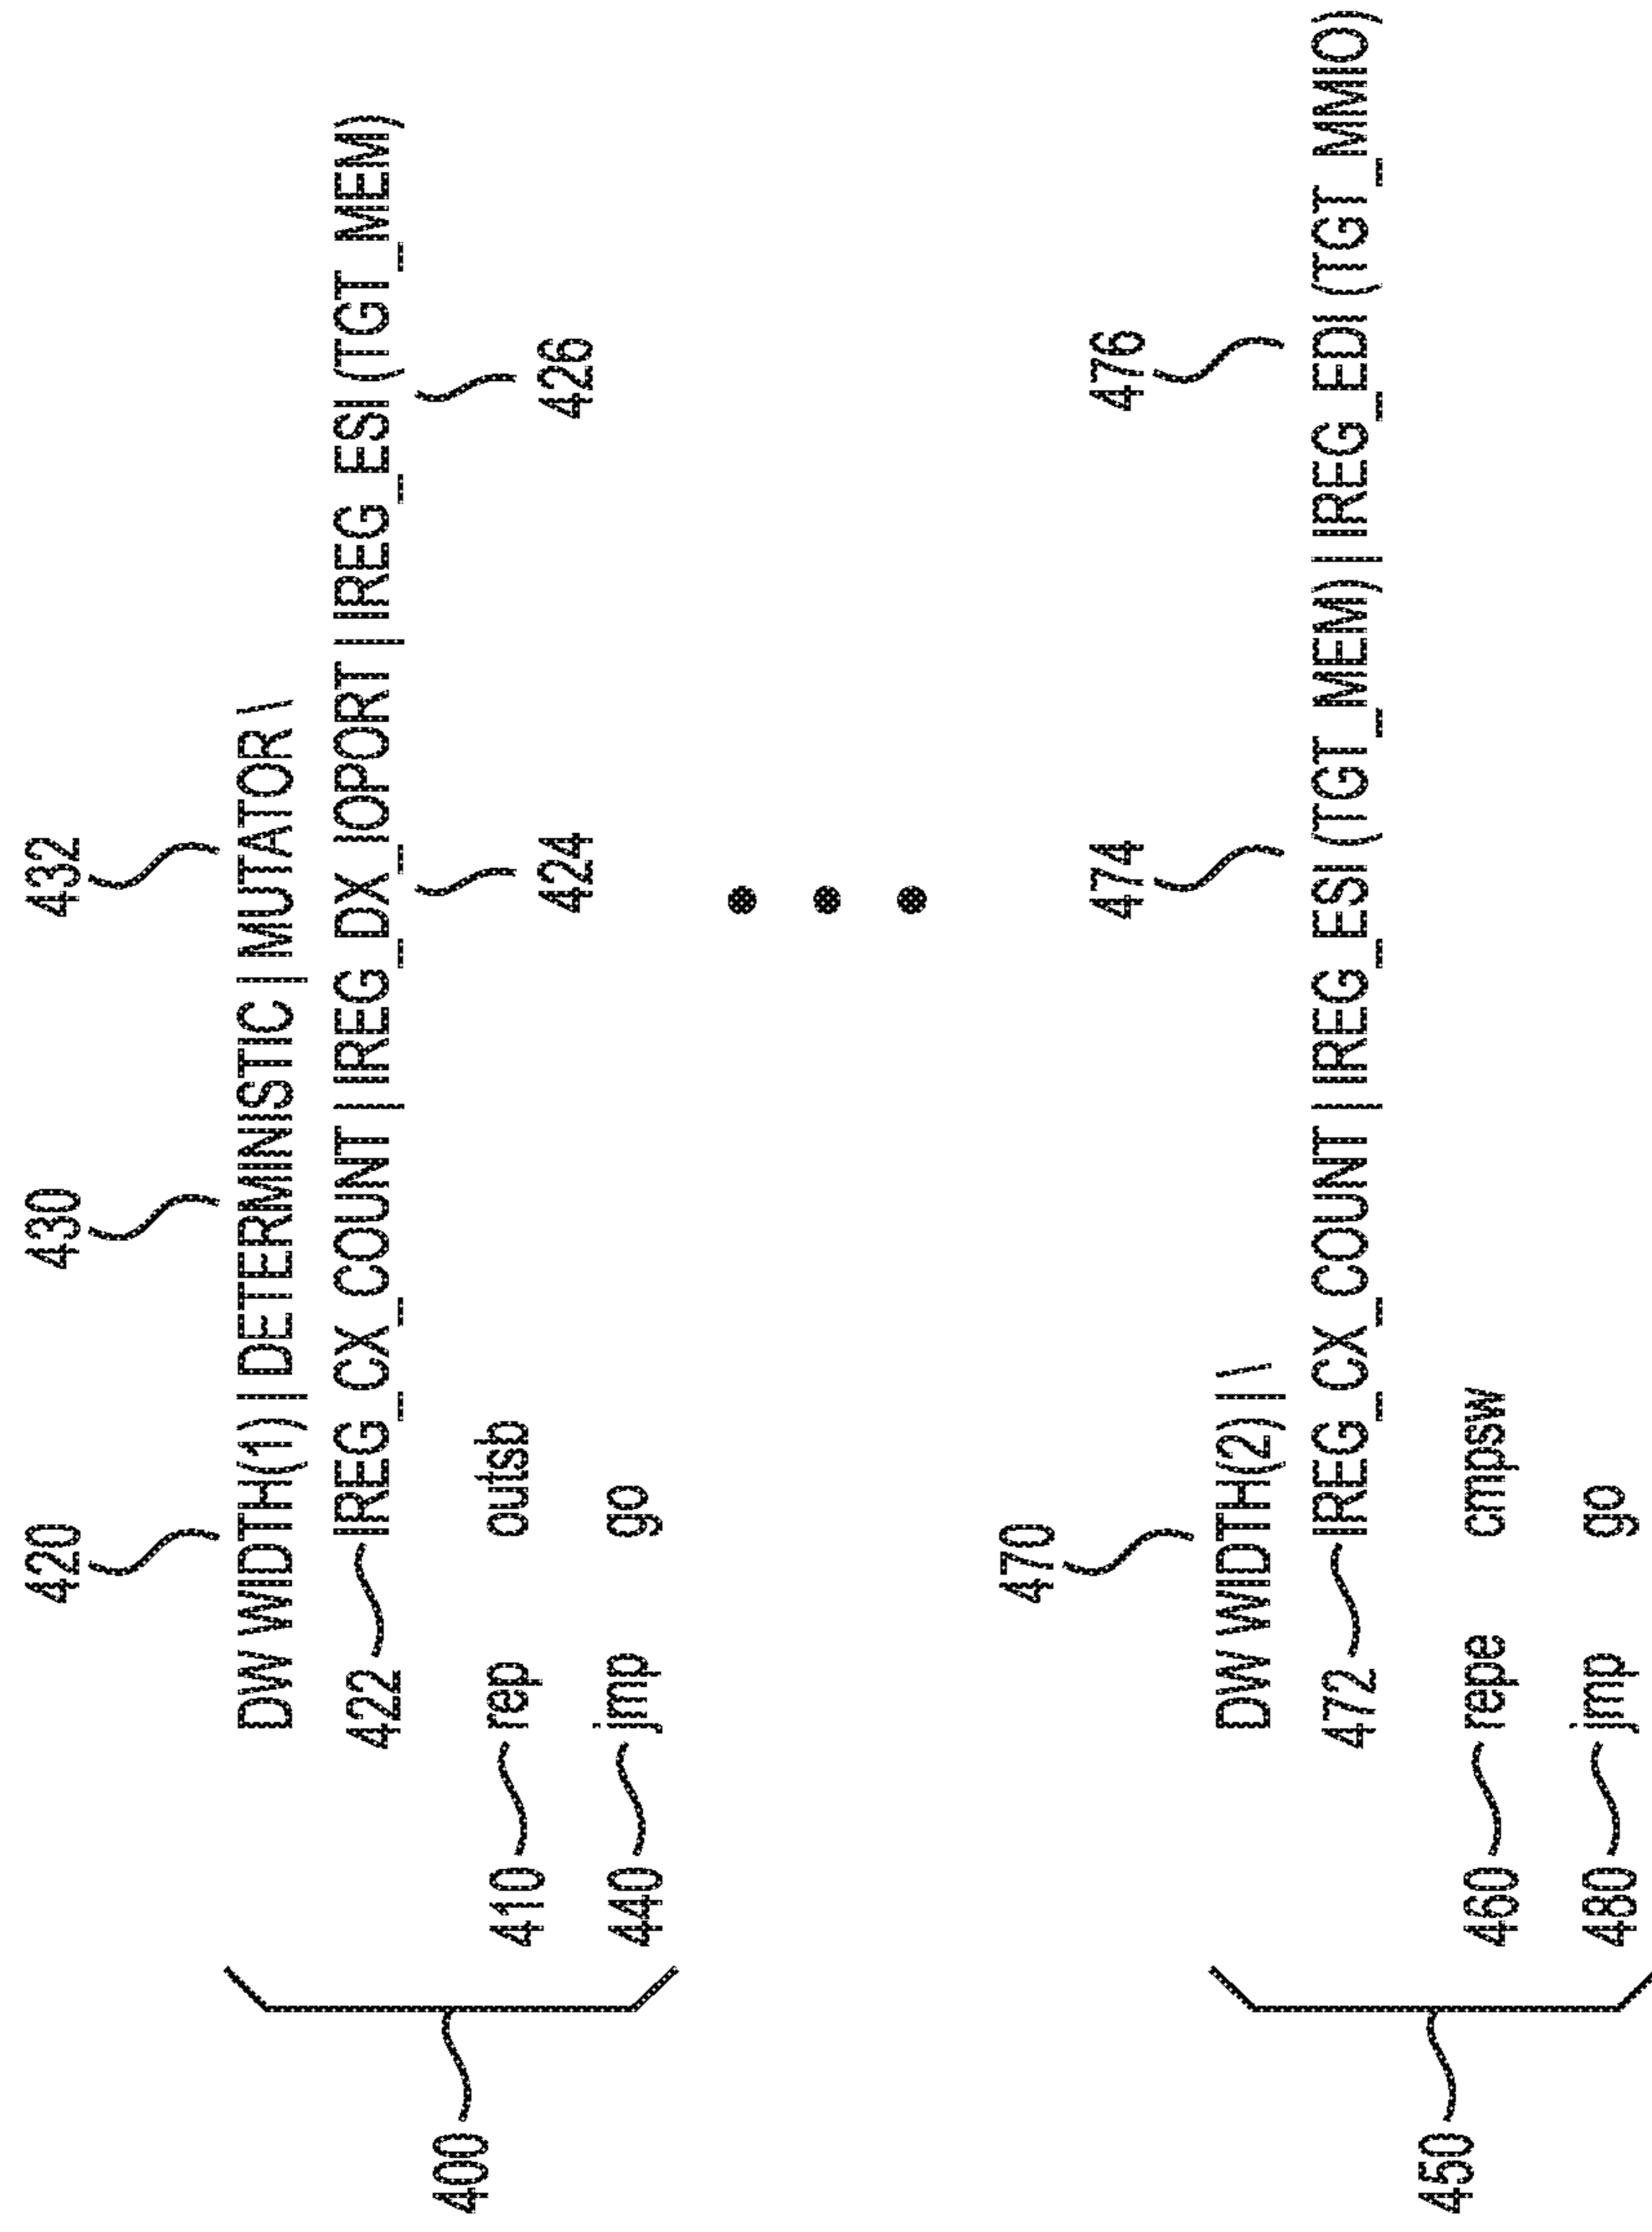 420 430 432
DW WIDTH(1) | DETERMINISTIC | MUTATOR \
422 IREG_CX_COUNT | IREG_DX_IOPORT | IREG_ESI (TGT_MEM)
424 426
410 rep outsb
440 jmp go
400
470 474 476
DW WIDTH(2) | \
472 IREG_CX_COUNT | IREG_ESI (TGT_MEM) | IREG_EDI (TGT_MMIO)
460 repe cmpsw
480 jmp go
450